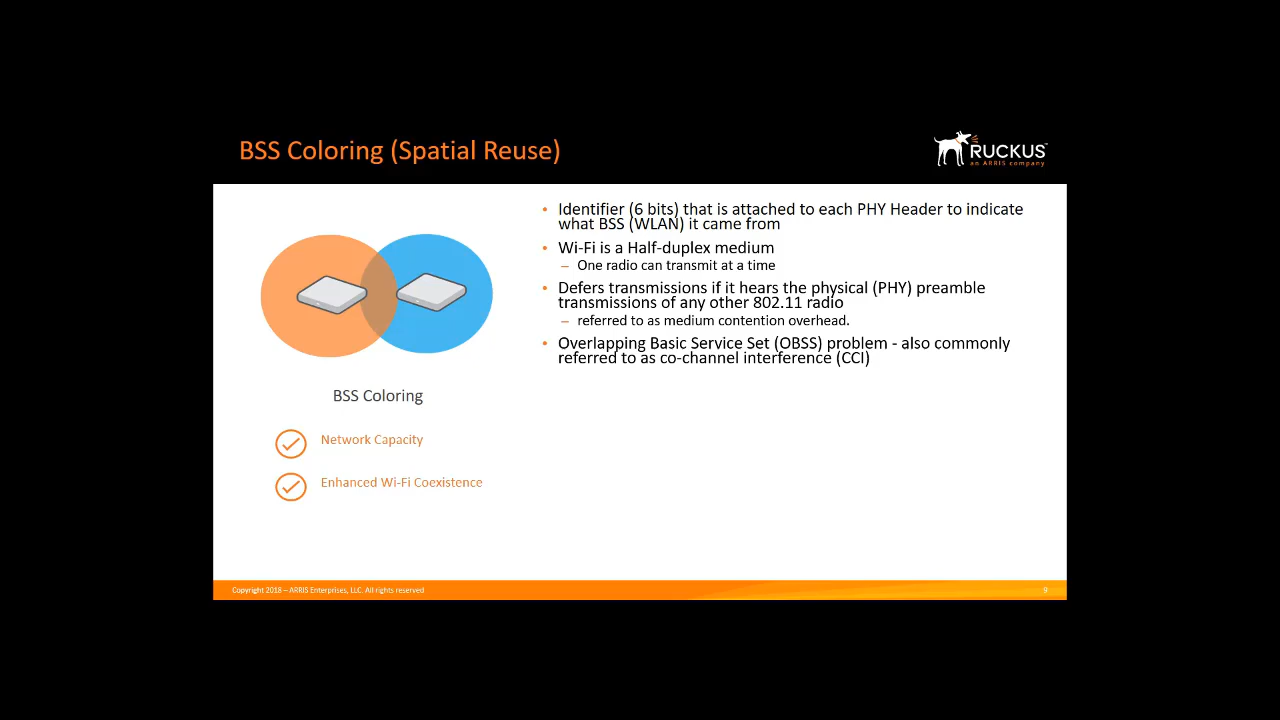 BSS Coloring (Spatial Reuse)
RUCKUS™
an ARRIS company
• Identifier (6 bits) that is attached to each PHY Header to indicate
what BSS (WLAN) it came from
• Wi-Fi is a Half-duplex medium
– One radio can transmit at a time
• Defers transmissions if it hears the physical (PHY) preamble
transmissions of any other 802.11 radio
– referred to as medium contention overhead.
• Overlapping Basic Service Set (OBSS) problem - also commonly
referred to as co-channel interference (CCI)
BSS Coloring
Network Capacity
Enhanced Wi-Fi Coexistence
Copyright 2018 – ARRIS Enterprises, LLC. All rights reserved
9